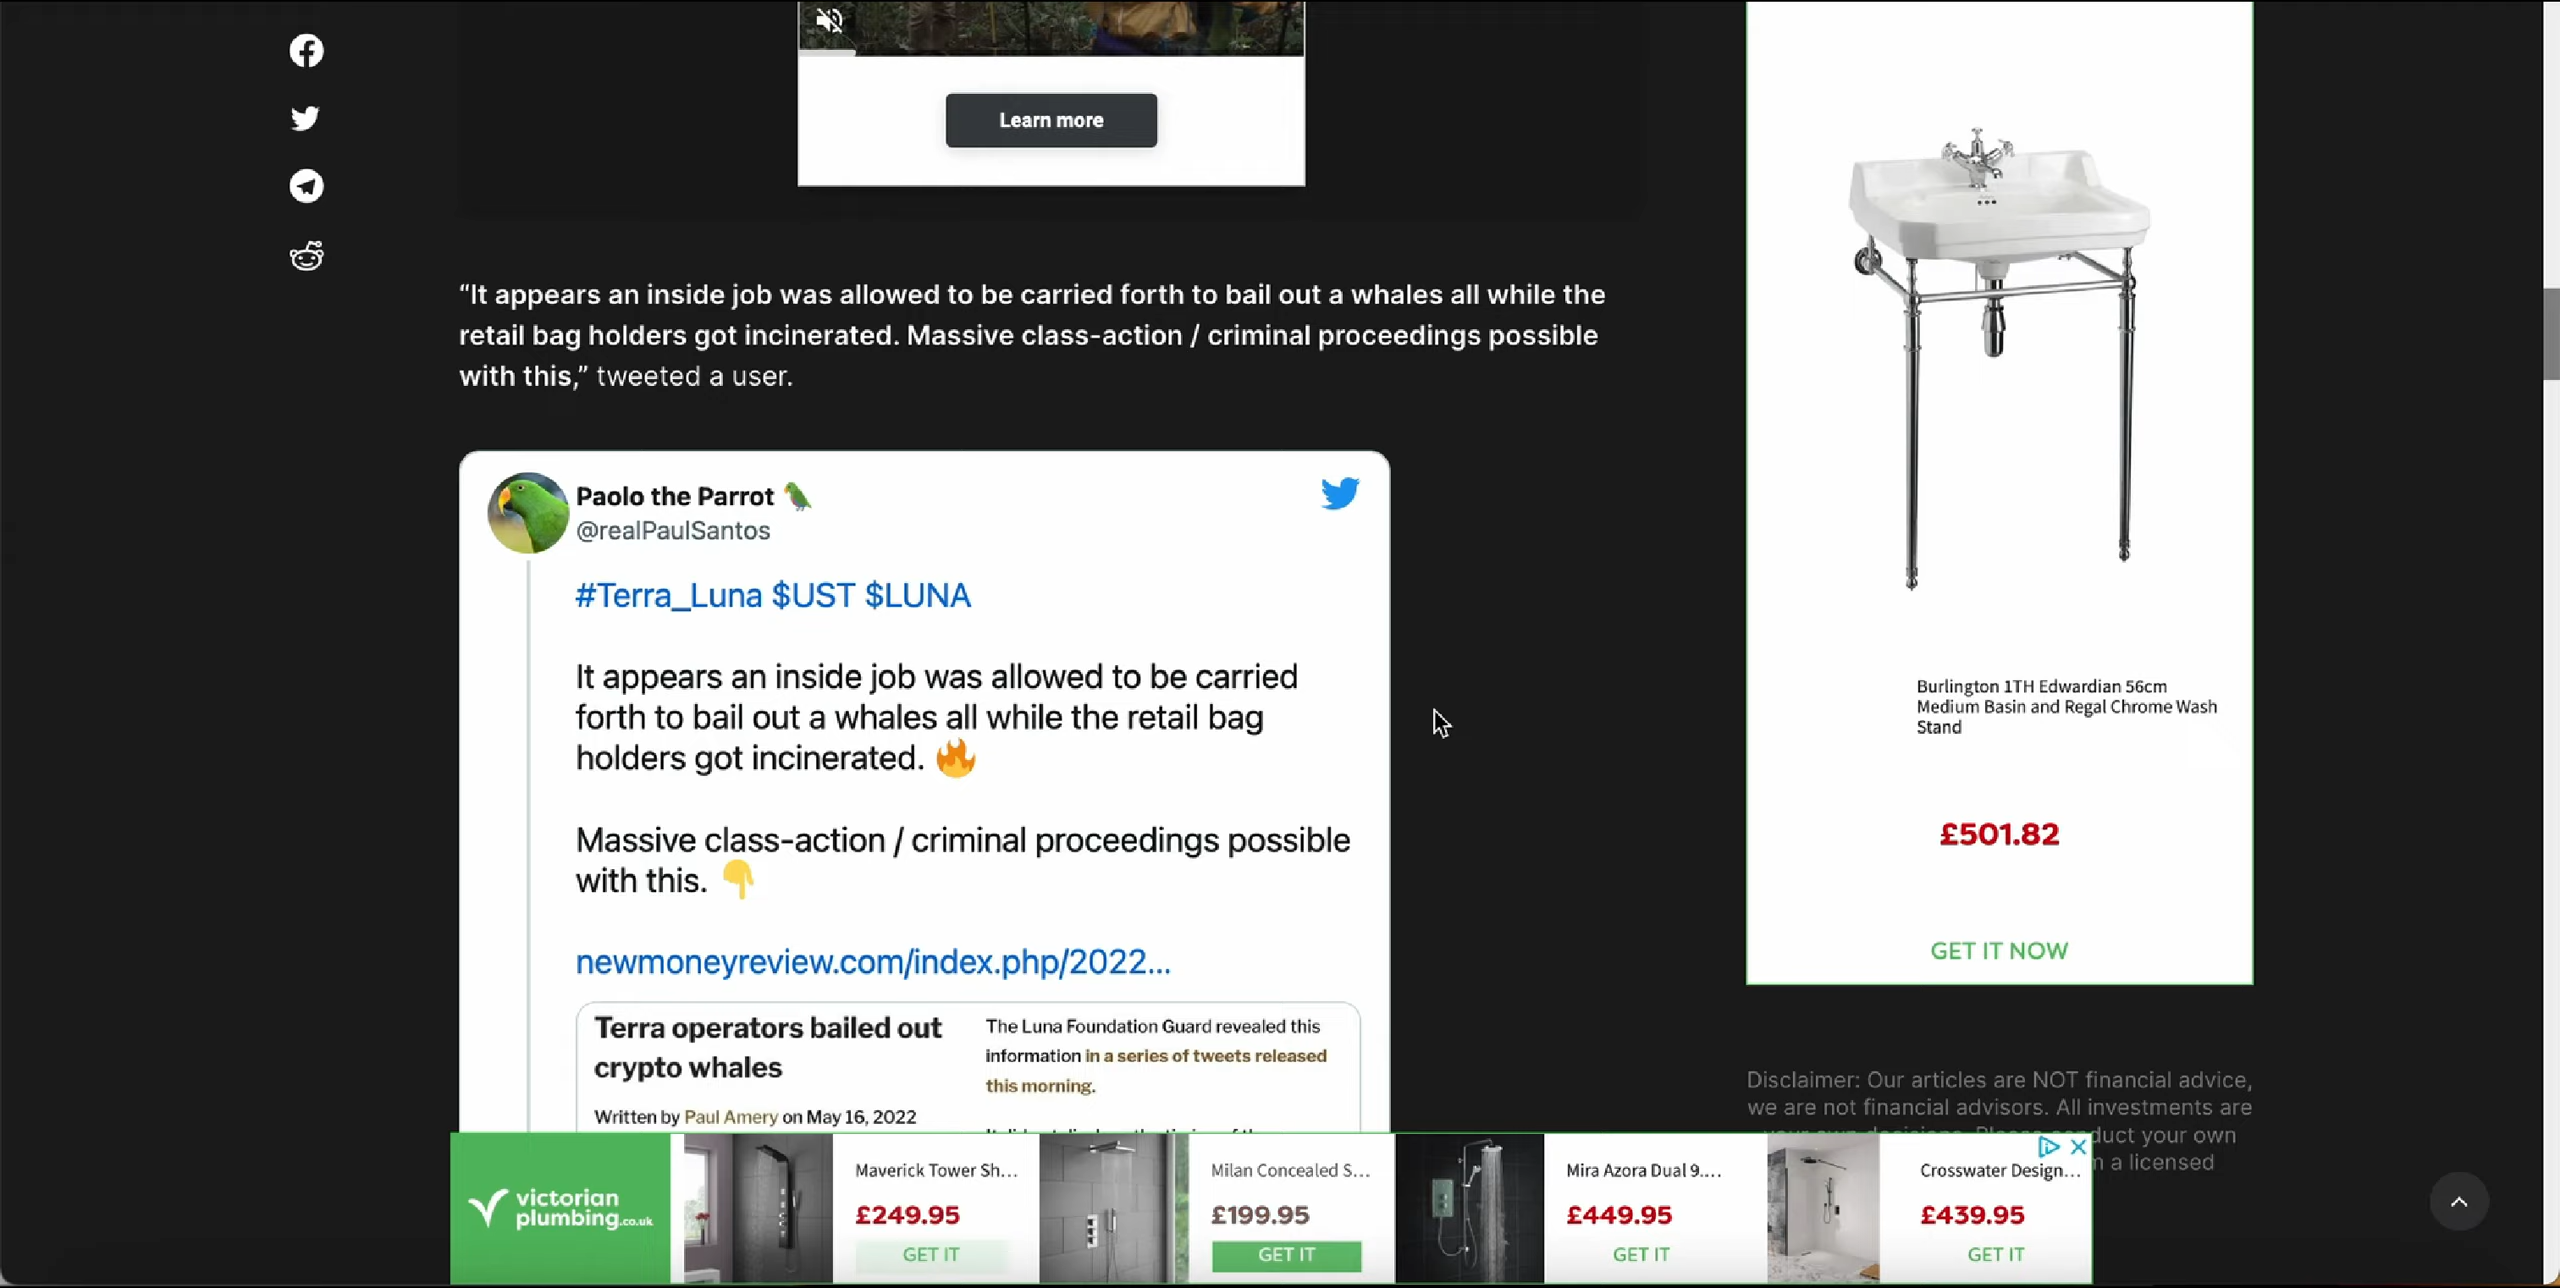 Learn more
“It appears an inside job was allowed to be carried forth to bail out a whales all while the
retail bag holders got incinerated. Massive class-action / criminal proceedings possible
with this,” tweeted a user.
Paolo the Parrot 🦜
@realPaulSantos
#Terra_Luna $UST $LUNA
It appears an inside job was allowed to be carried
forth to bail out a whales all while the retail bag
holders got incinerated. 🔥
Massive class-action / criminal proceedings possible
with this. 👇
newmoneyreview.com/index.php/2022...
Terra operators bailed out
crypto whales
Written by Paul Amery on May 16, 2022
The Luna Foundation Guard revealed this
information in a series of tweets released
this morning.
Burlington 1TH Edwardian 56cm
Medium Basin and Regal Chrome Wash
Stand
£501.82
GET IT NOW
Disclaimer: Our articles are NOT financial advice,
we are not financial advisors. All investments are
your own
a licensed
victorian
plumbing.co.uk
Maverick Tower Sh...
£249.95
GET IT
Milan Concealed S...
£199.95
GET IT
Mira Azora Dual 9....
£449.95
GET IT
Crosswater Design...
£439.95
GET IT